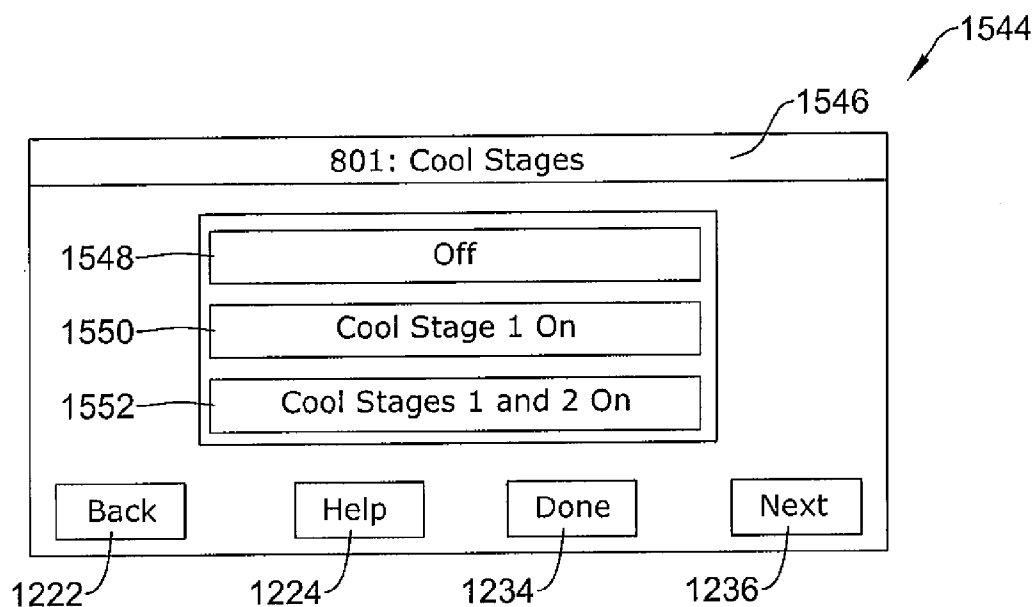 1544
1546
801: Cool Stages
1548 Off
1550 Cool Stage 1 On
1552 Cool Stages 1 and 2 On
Back Help Done Next
1222 1224 1234 1236